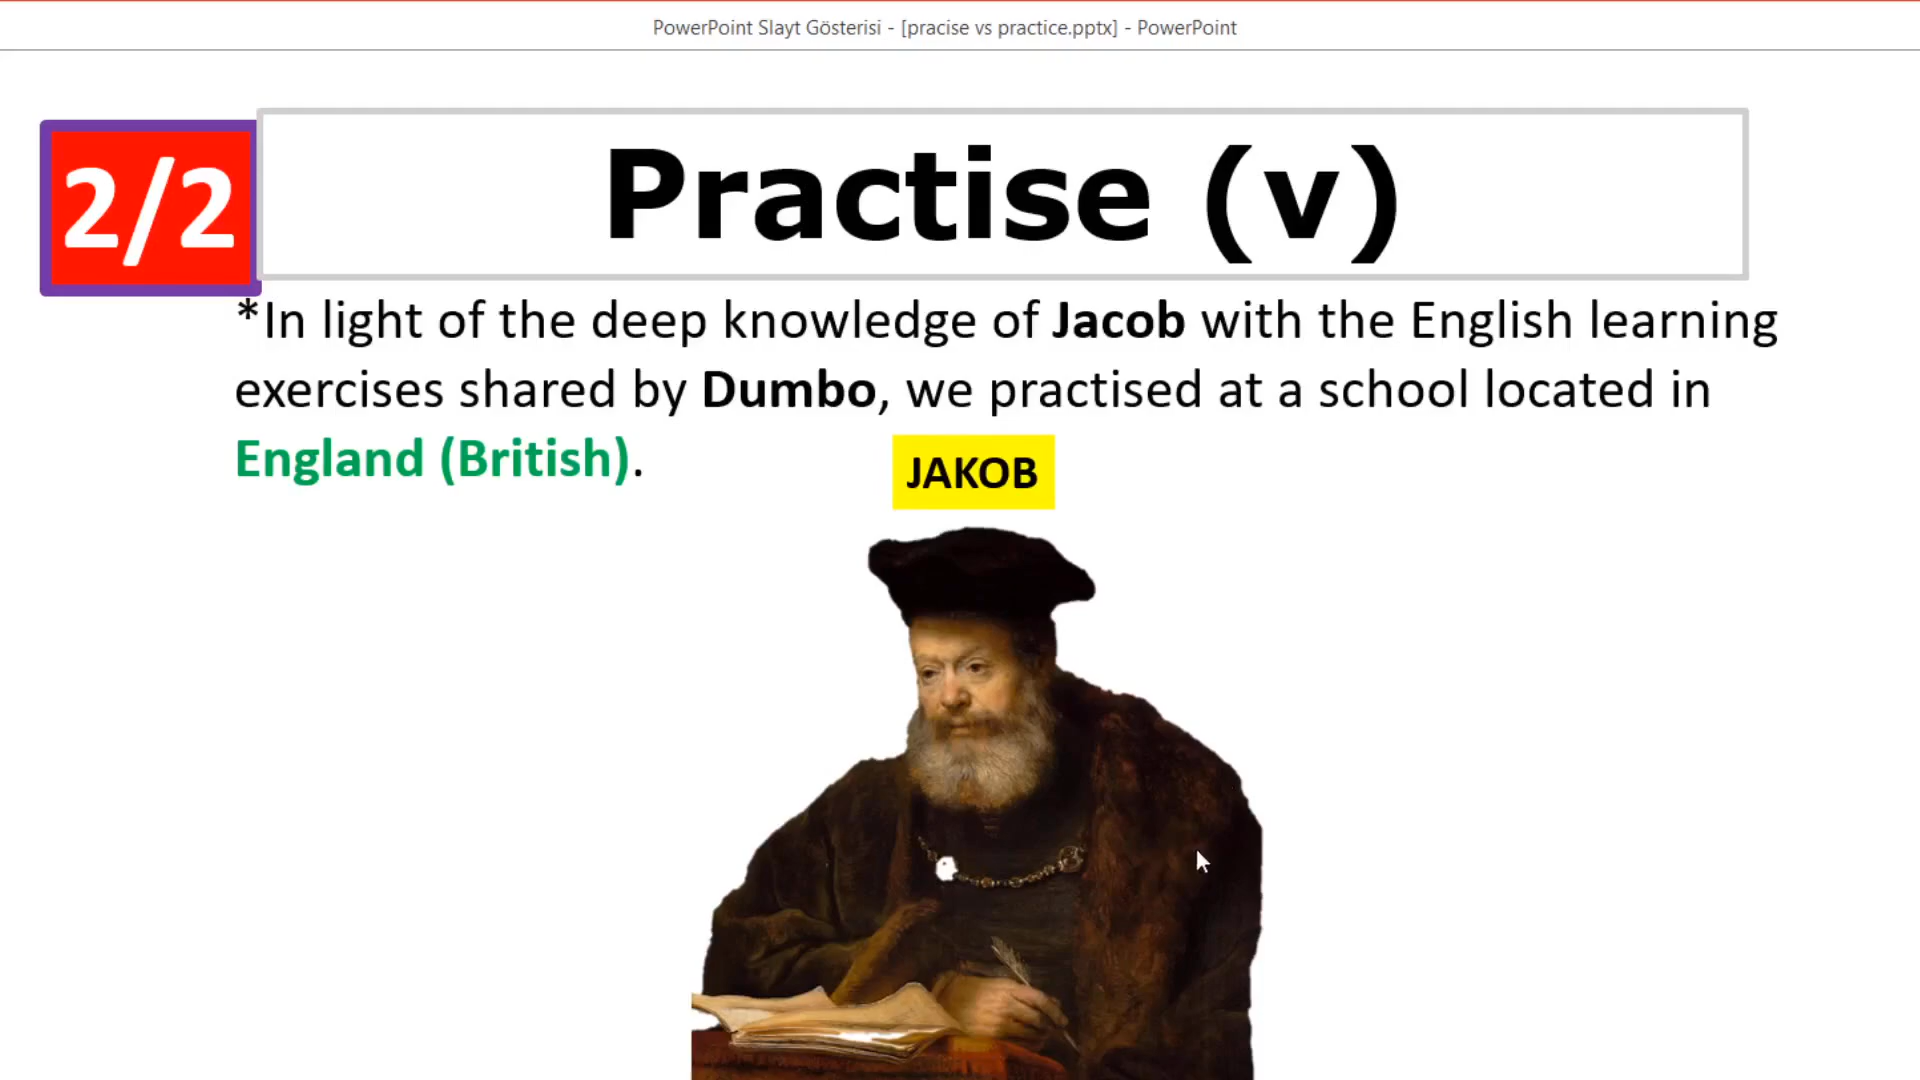 PowerPoint Slayt Gösterisi - [pracise vs practice.pptx] - PowerPoint
2/2
Practise (v)
*In light of the deep knowledge of Jacob with the English learning
exercises shared by Dumbo, we practised at a school located in
England (British).
JAKOB